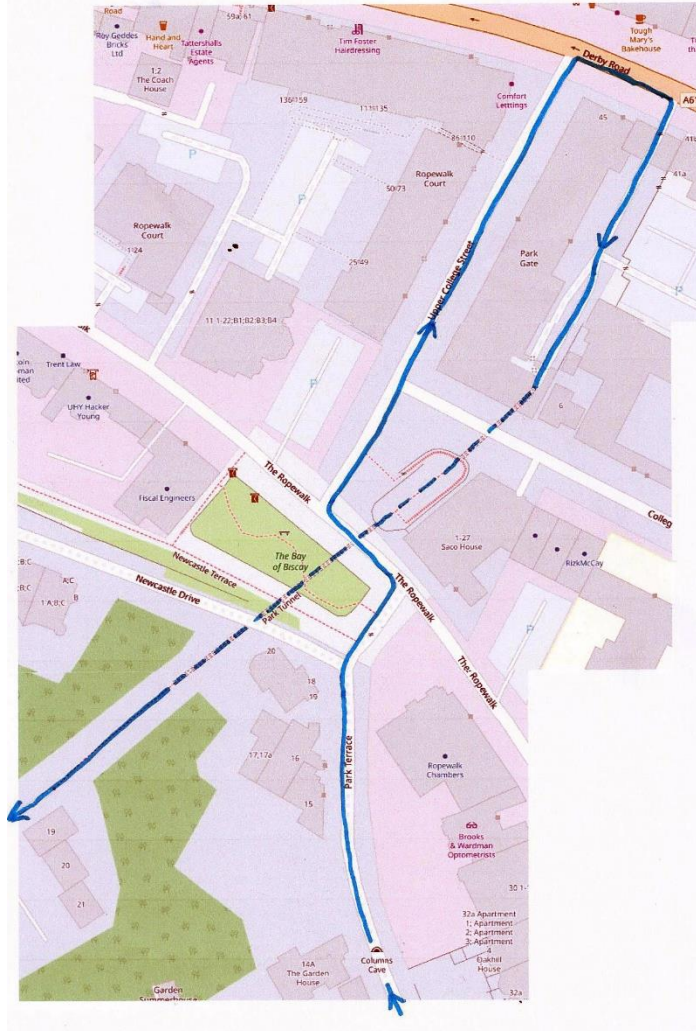 Road
Roy Geddes
Bricks
Ltd
Hand and
Heart
59a; 61
Tattershalls
Estate
Agents
Tim Foster
Hairdressing
Tough
Mary's
Bakehouse
1:2
The Coach
House
Derby Road
A6
Comfort
Lettings
136-159
111-135
86-110
45
41a
P
P
50-73
Ropewalk
Court
Ropewalk
Court
1-24
25-49
Upper College Street
Park
Gate
P
11 1-22;B1;B2;B3;B4
P
Trent Law
UHY Hacker
Young
6
Fiscal Engineers
The Ropewalk
Colleg
1-27
Saco House
RizkMcCay
The Bay
of Biscay
Newcastle Terrace
Newcastle Drive
Park Tunnel
The Ropewalk
P
A;C
B
1 A;B;C
20
18
19
The Ropewalk
17,17a
16
15
Park Terrace
Ropewalk
Chambers
19
20
21
Brooks
& Wardman
Optometrists
30 1-
32a Apartment
1; Apartment
2; Apartment
3; Apartment
4
Oakhill
House
14A
The Garden
House
Columns
Cave
32a
Garden
Summerhouse